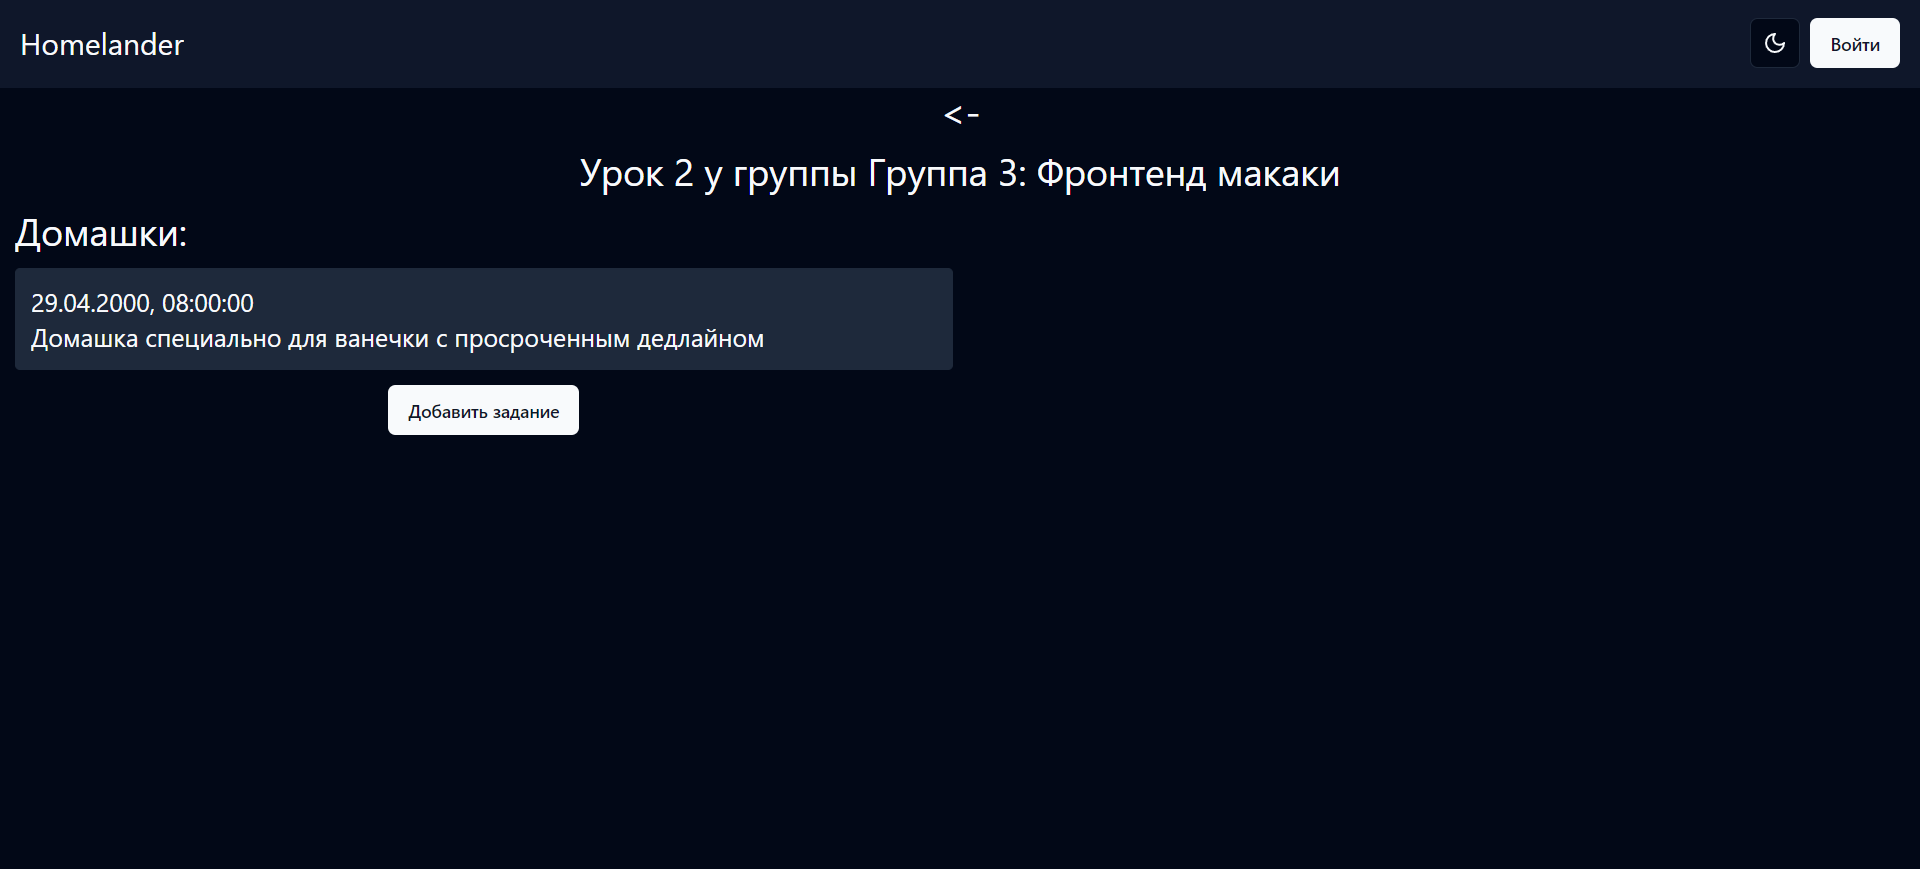 Homelander
Войти
<-
Урок 2 у группы Группа 3: Фронтенд макаки
Домашки:
29.04.2000, 08:00:00
Домашка специально для ванечки с просроченным дедлайном
Добавить задание